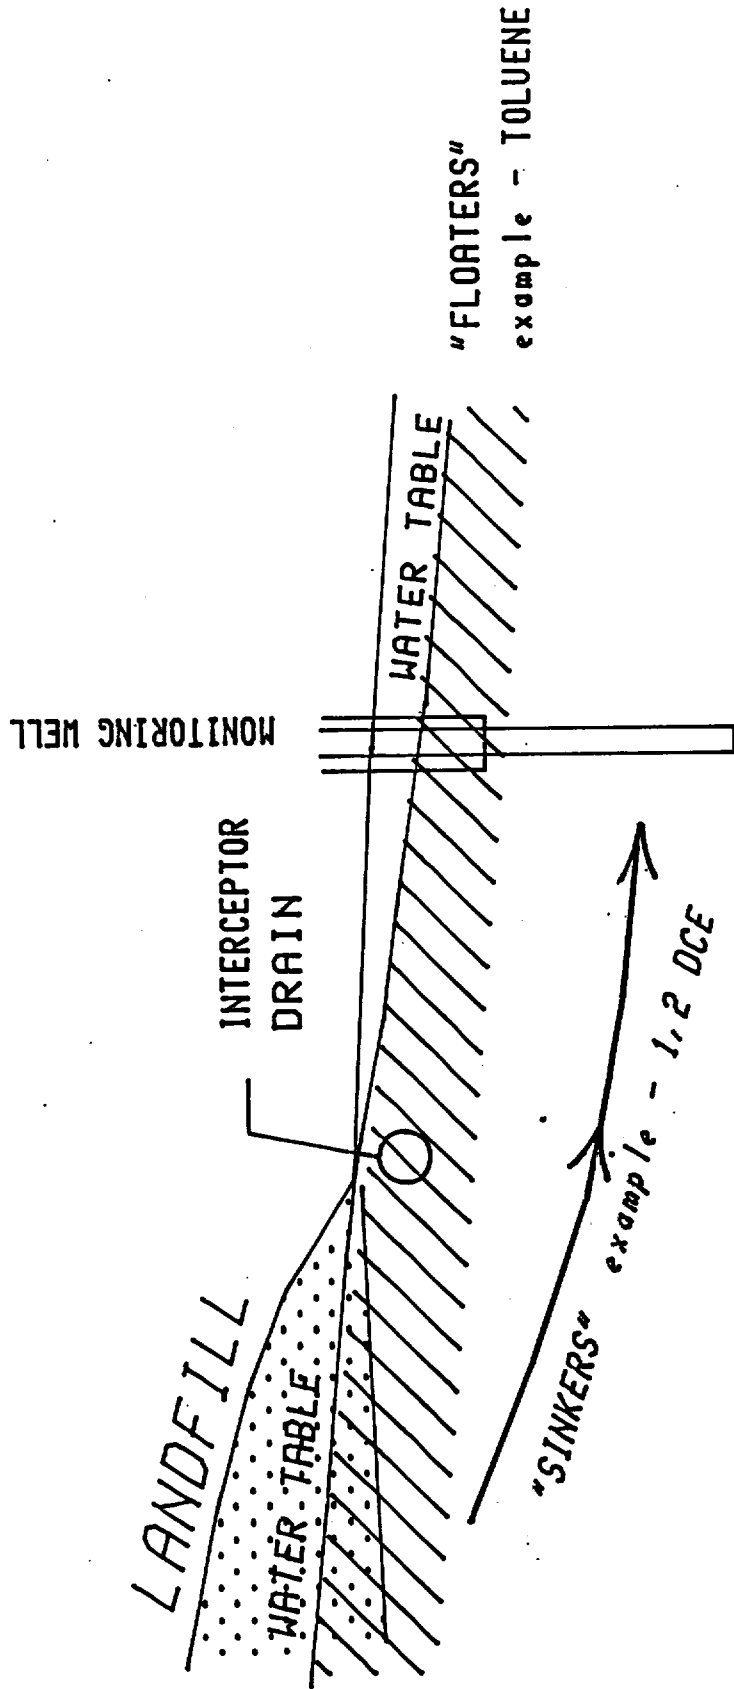 LANDFILL
WATER TABLE
INTERCEPTOR
DRAIN
MONITORING WELL
WATER TABLE
"FLOATERS"
example - TOLUENE
"SINKERS"
example - 1,2 DCE